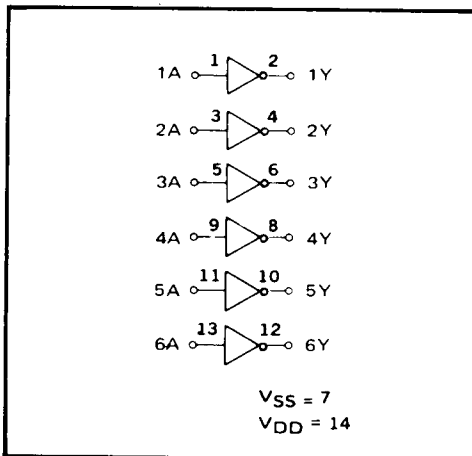 1A 1 2 1Y
2A 3 4 2Y
3A 5 6 3Y
4A 9 8 4Y
5A 11 10 5Y
6A 13 12 6Y
VSS = 7
VDD = 14